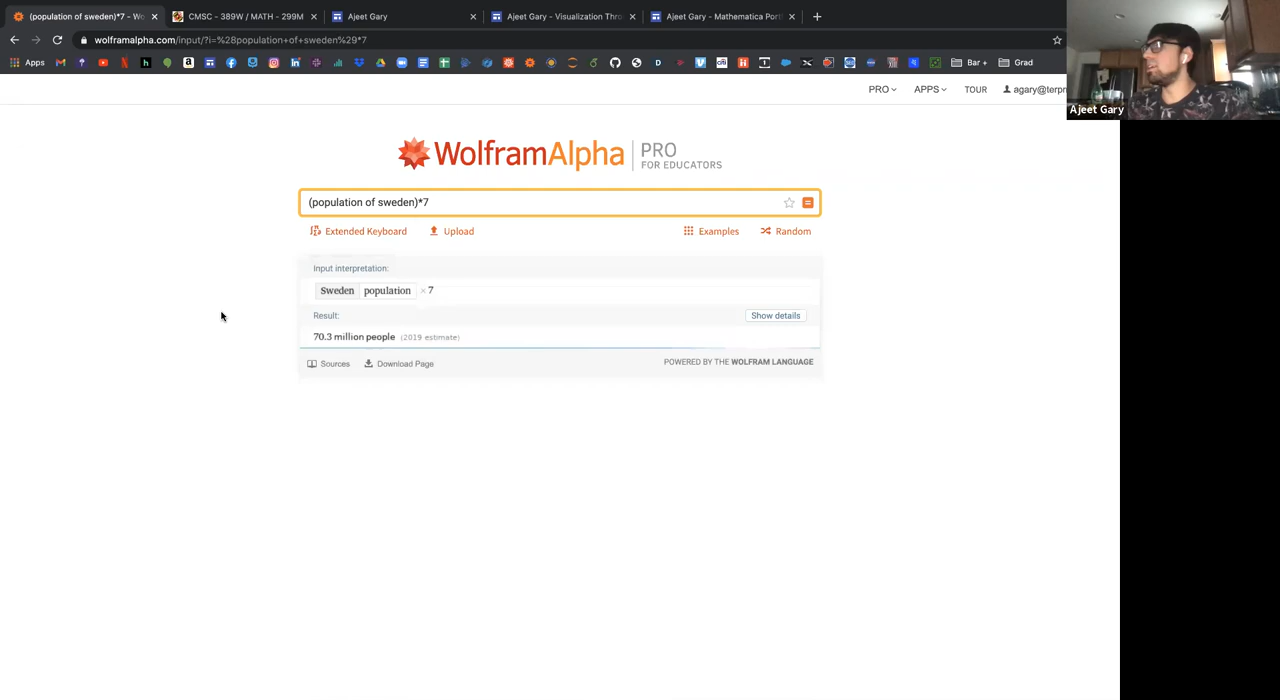 (population of sweden)*7 - Wo
CMSC - 389W / MATH - 299M
Ajeet Gary
Ajeet Gary - Visualization Thro
Ajeet Gary - Mathematica Port
wolframalpha.com/input/?i=%28population+of+sweden%29*7
Apps
Bar +
Grad
PRO
APPS
TOUR
agary@terpm
Ajeet Gary
WolframAlpha PRO
FOR EDUCATORS
(population of sweden)*7
Extended Keyboard
Upload
Examples
Random
Input interpretation:
Sweden population × 7
Result:
Show details
70.3 million people (2019 estimate)
Sources
Download Page
POWERED BY THE WOLFRAM LANGUAGE